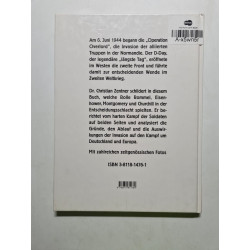 Am 6. Juni 1944 begann die „Operation
Overlord", die Invasion der alliierten
Truppen in der Normandie. Der D-Day,
der legendäre „längste Tag", eröffnete
im Westen die zweite Front und führte
damit zur entscheidenden Wende im
Zweiten Weltkrieg.
Dr. Christian Zentner schildert in diesem
Buch, welche Rolle Rommel, Eisen-
hower, Montgomery und Churchill in der
Entscheidungsschlacht spielten. Er be-
richtet vom harten Kampf der Soldaten
auf beiden Seiten und analysiert die
Gründe, den Ablauf und die Auswir-
kungen der Invasion auf den Kampf um
Deutschland und Europa.
Mit zahlreichen zeitgenössischen Fotos
ISBN 3-8118-1435-1